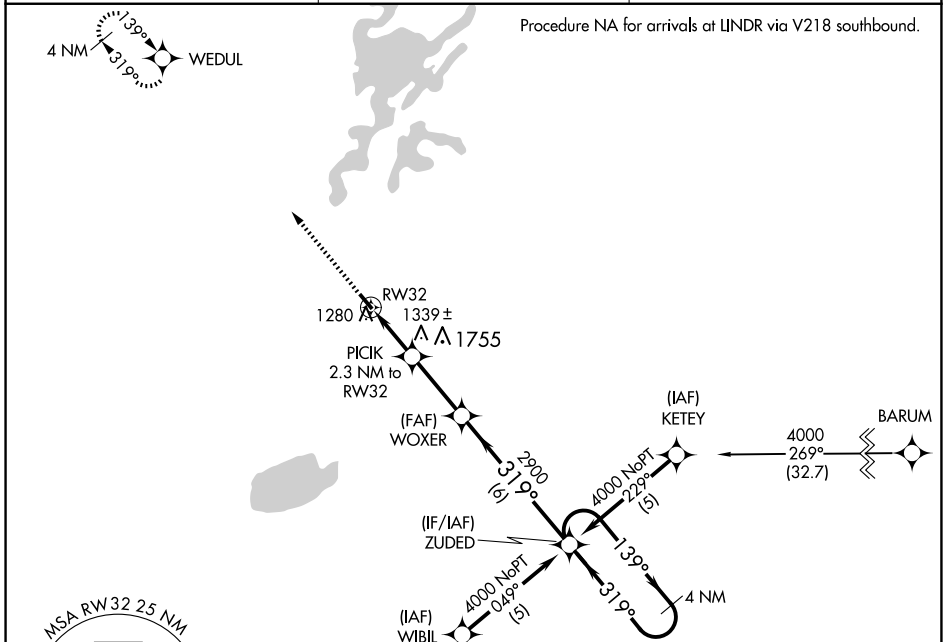 Procedure NA for arrivals at LINDR via V218 southbound.
139°
4 NM
319°
WEDUL
RW32
1280
1339 ±
1755
PICIK
2.3 NM to
RW32
(FAF)
WOXER
2900
319°
(6)
(IAF)
KETEY
BARUM
4000
269°
(32.7)
4000 NoPT
229°
(5)
(IF/IAF)
ZUDED
139°
319°
4 NM
4000 NoPT
049°
(5)
(IAF)
WIBIL
MSA RW32 25 NM